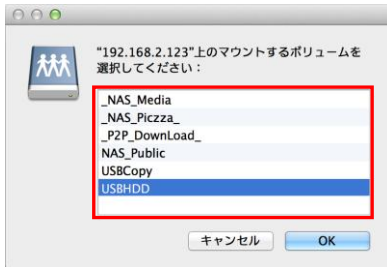 "192.168.2.123"上のマウントするボリュームを
選択してください：
_NAS_Media
_NAS_Piczza_
_P2P_DownLoad_
NAS_Public
USBCopy
USBHDD
キャンセル
OK